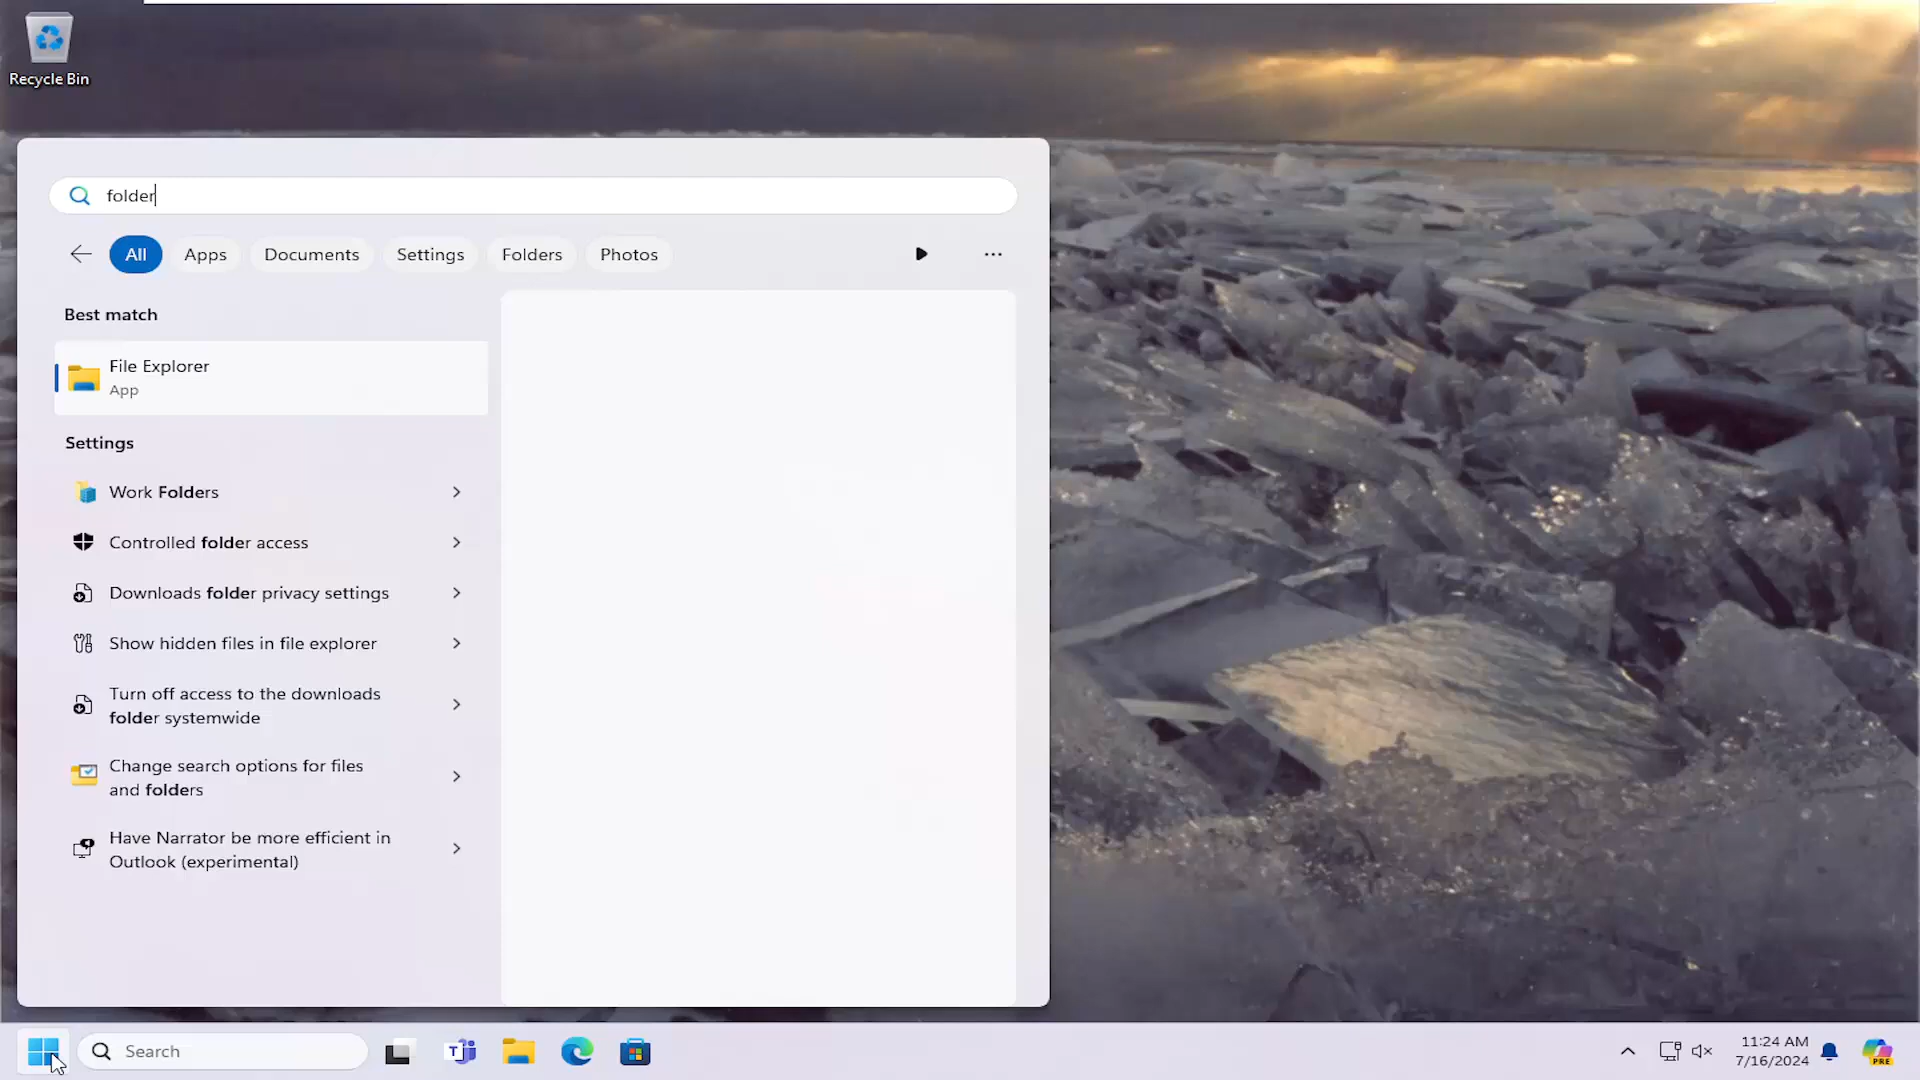 Recycle Bin
folder
All
Apps
Documents
Settings
Folders
Photos
Best match
File Explorer
App
Settings
Work Folders
Controlled folder access
Downloads folder privacy settings
Show hidden files in file explorer
Turn off access to the downloads
folder systemwide
Change search options for files
and folders
Have Narrator be more efficient in
Outlook (experimental)
Search
T
11:24 AM
7/16/2024
PRE